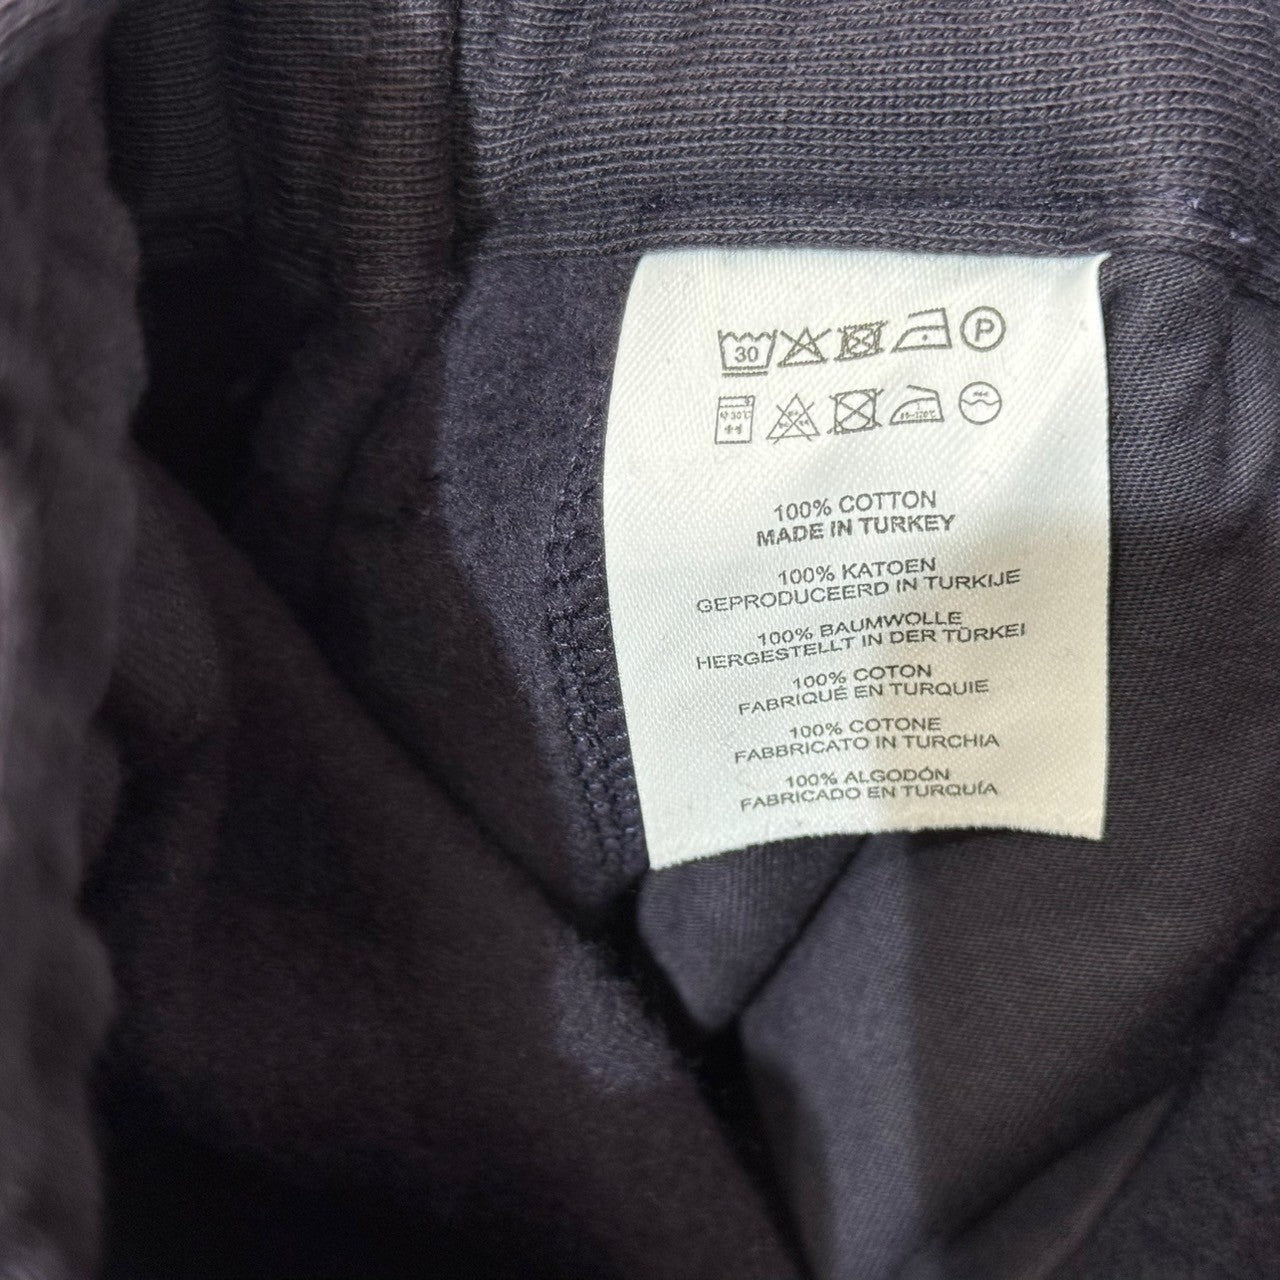 30
P
100% COTTON
MADE IN TURKEY
100% KATOEN
GEPRODUCEERD IN TURKIJE
100% BAUMWOLLE
HERGESTELLT IN DER TÜRKEI
100% COTON
FABRIQUÉ EN TURQUIE
100% COTONE
FABBRICATO IN TURCHIA
100% ALGODÓN
FABRICADO EN TURQUÍA